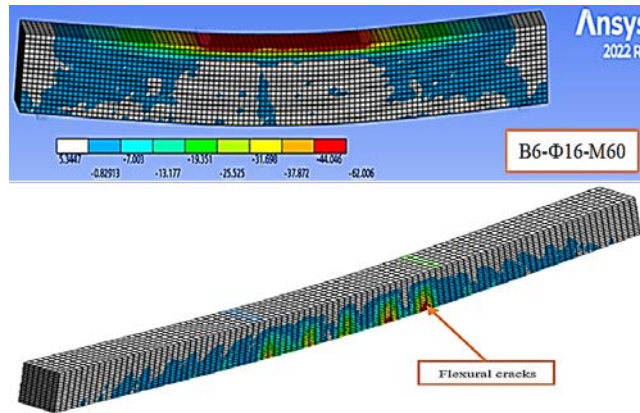 Ansys
2022 R
5.3447 -7.003 -19.351 -31.698 -44.046
-0.82913 -13.177 -25.525 -37.872 -62.006
B6-Φ16-M60
Flexural cracks